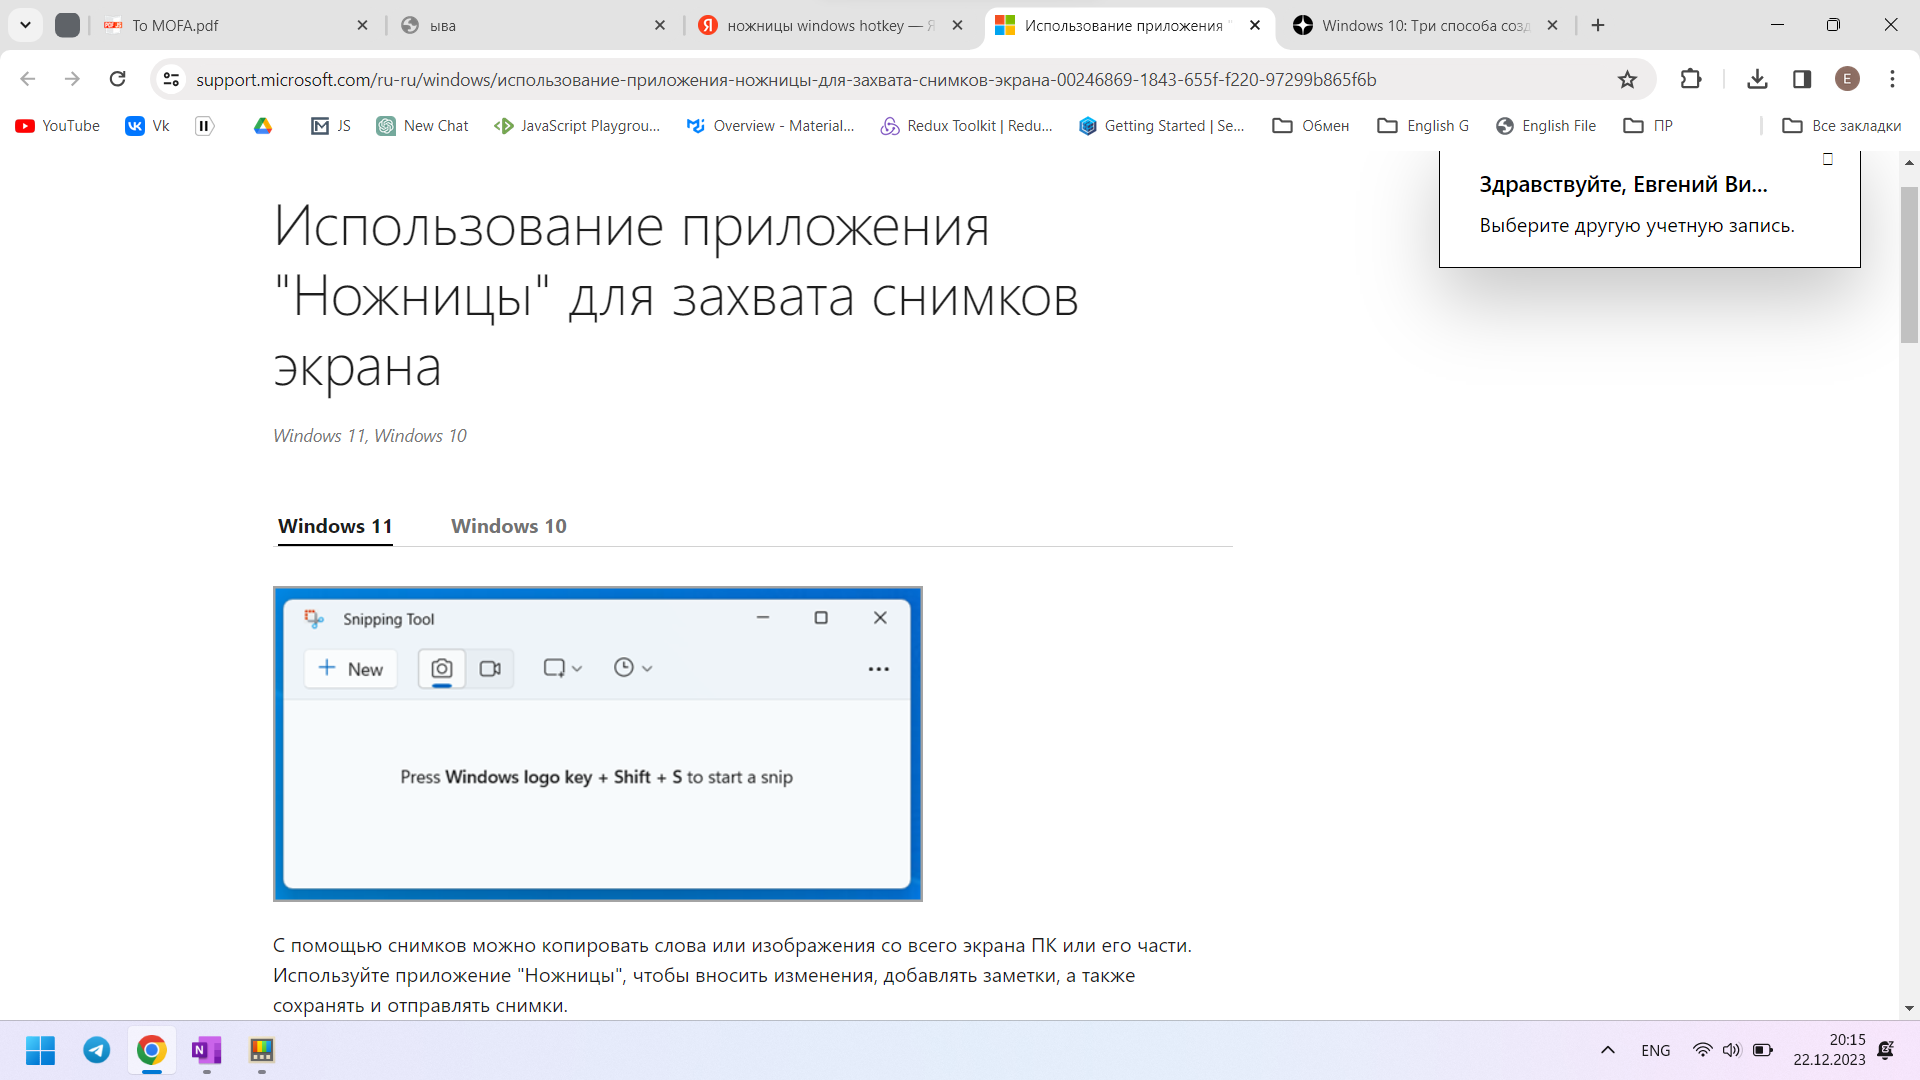 To MOFA.pdf
ыва
ножницы windows hotkey — Я
Использование приложения "
Windows 10: Три способа созд
support.microsoft.com/ru-ru/windows/использование-приложения-ножницы-для-захвата-снимков-экрана-00246869-1843-655f-f220-97299b865f6b
E
YouTube
Vk
JS
New Chat
JavaScript Playgrou...
Overview - Material...
Redux Toolkit | Redu...
Getting Started | Se...
Обмен
English G
English File
ПР
Все закладки
Здравствуйте, Евгений Ви...
Выберите другую учетную запись.
Использование приложения
"Ножницы" для захвата снимков
экрана
Windows 11, Windows 10
Windows 11
Windows 10
Snipping Tool
New
Press Windows logo key + Shift + S to start a snip
С помощью снимков можно копировать слова или изображения со всего экрана ПК или его части.
Используйте приложение "Ножницы", чтобы вносить изменения, добавлять заметки, а также
сохранять и отправлять снимки.
ENG
20:15
22.12.2023